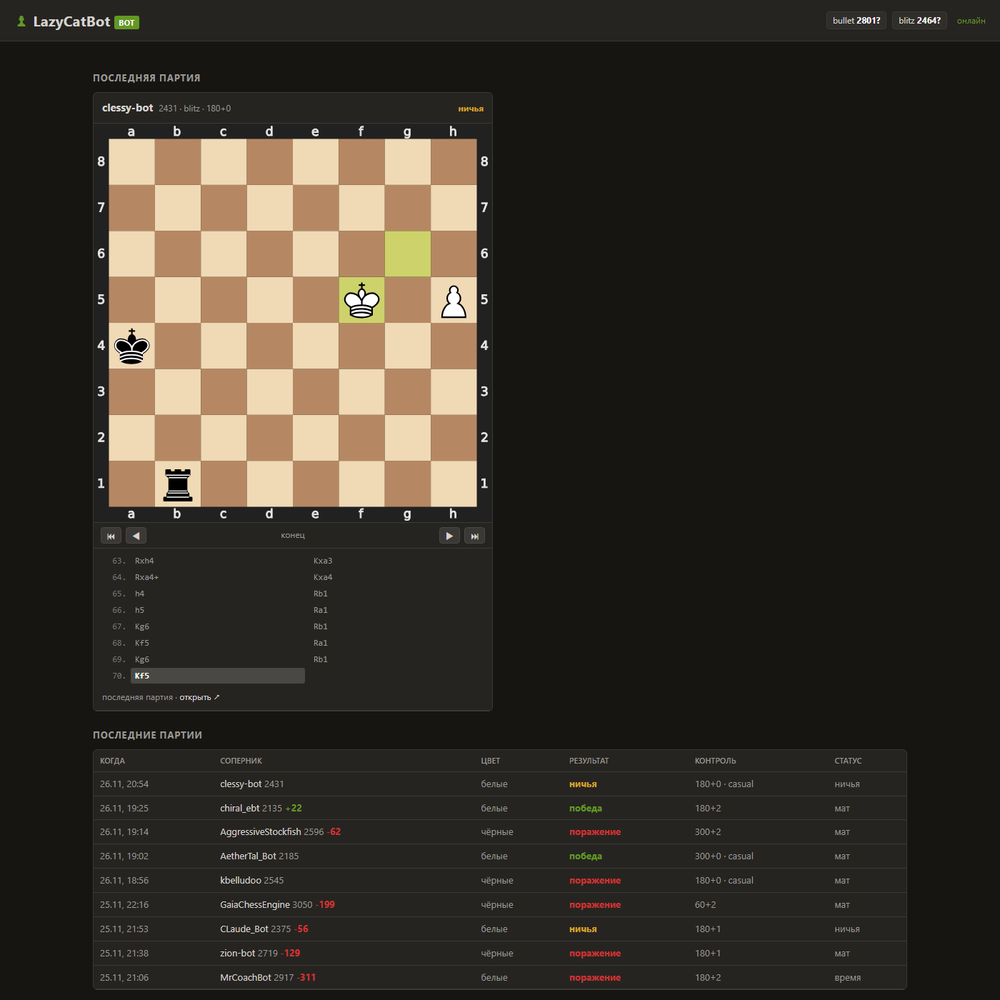 LazyCatBot BOT bullet 2801? blitz 2464? онлайн
ПОСЛЕДНЯЯ ПАРТИЯ
clessy-bot 2431 · blitz · 180+0 ничья
a b c d e f g h
8 8
7 7
6 6
5 5
4 4
3 3
2 2
1 1
a b c d e f g h
конец
63. Rxh4 Kxa3
64. Rxa4+ Kxa4
65. h4 Rb1
66. h5 Ra1
67. Kg6 Rb1
68. Kf5 Ra1
69. Kg6 Rb1
70. Kf5
последняя партия · открыть ↗
ПОСЛЕДНИЕ ПАРТИИ
КОГДА СОПЕРНИК ЦВЕТ РЕЗУЛЬТАТ КОНТРОЛЬ СТАТУС
26.11, 20:54 clessy-bot 2431 белые ничья 180+0 · casual ничья
26.11, 19:25 chiral_ebt 2135 +22 белые победа 180+2 мат
26.11, 19:14 AggressiveStockfish 2596 -62 чёрные поражение 300+2 мат
26.11, 19:02 AetherTal_Bot 2185 белые победа 300+0 · casual мат
26.11, 18:56 kbelludoo 2545 чёрные поражение 180+0 · casual мат
25.11, 22:16 GaiaChessEngine 3050 -199 чёрные поражение 60+2 мат
25.11, 21:53 CLaude_Bot 2375 -56 белые ничья 180+1 ничья
25.11, 21:38 zion-bot 2719 -129 чёрные поражение 180+1 мат
25.11, 21:06 MrCoachBot 2917 -311 белые поражение 180+2 время